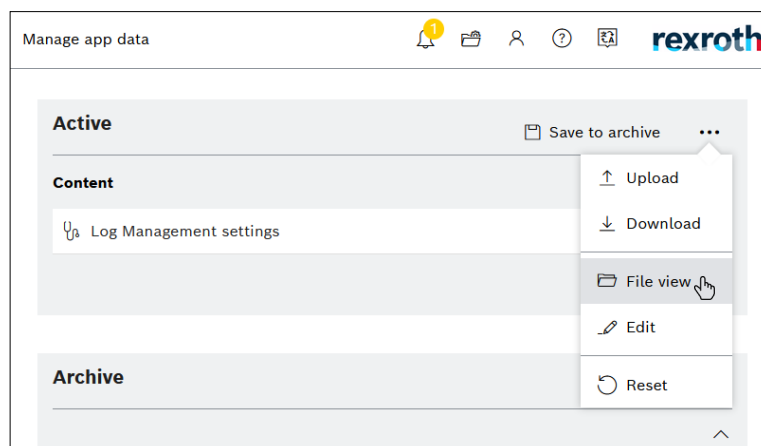 Manage app data
1
rexroth
Active
Save to archive
Upload
Content
Log Management settings
Download
File view
Edit
Archive
Reset